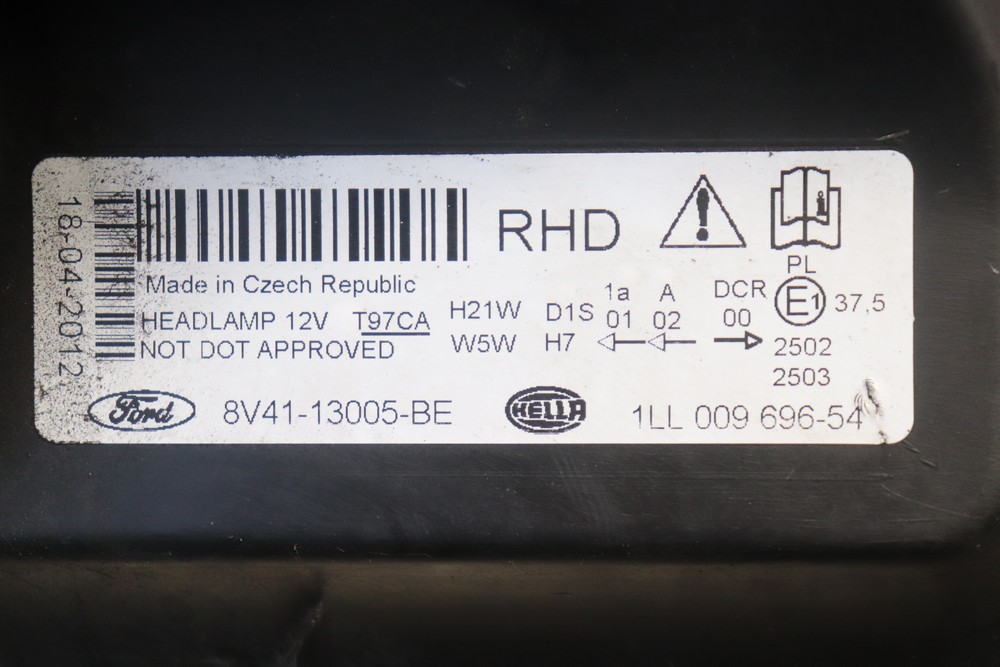 18-04-2012
RHD
Made in Czech Republic
HEADLAMP 12V T97CA
NOT DOT APPROVED
H21W
W5W
D1S
H7
1a
01
A
02
DCR
00
PL
E1
37,5
2502
2503
Ford
8V41-13005-BE
HELLA
1LL 009 696-54